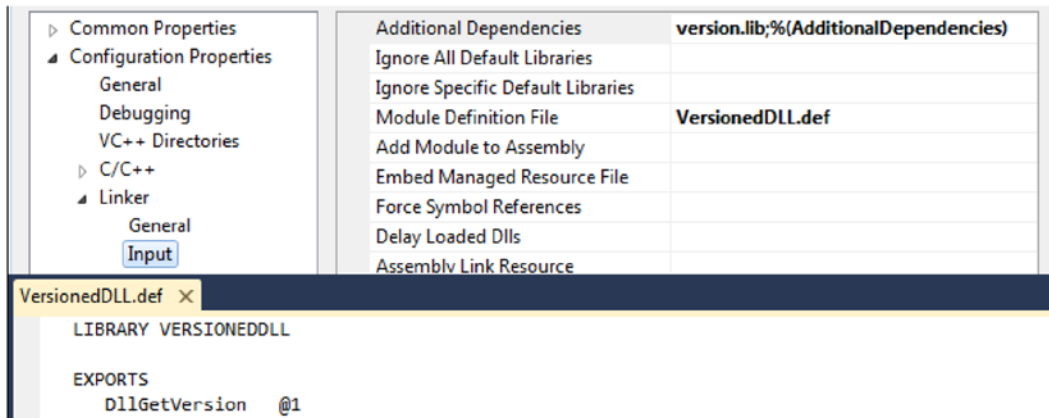 Common Properties
Configuration Properties
General
Debugging
VC++ Directories
C/C++
Linker
General
Input
Additional Dependencies version.lib;%(AdditionalDependencies)
Ignore All Default Libraries
Ignore Specific Default Libraries
Module Definition File VersionedDLL.def
Add Module to Assembly
Embed Managed Resource File
Force Symbol References
Delay Loaded Dlls
Assembly Link Resource
VersionedDLL.def
LIBRARY VERSIONEDDLL
EXPORTS
DllGetVersion @1